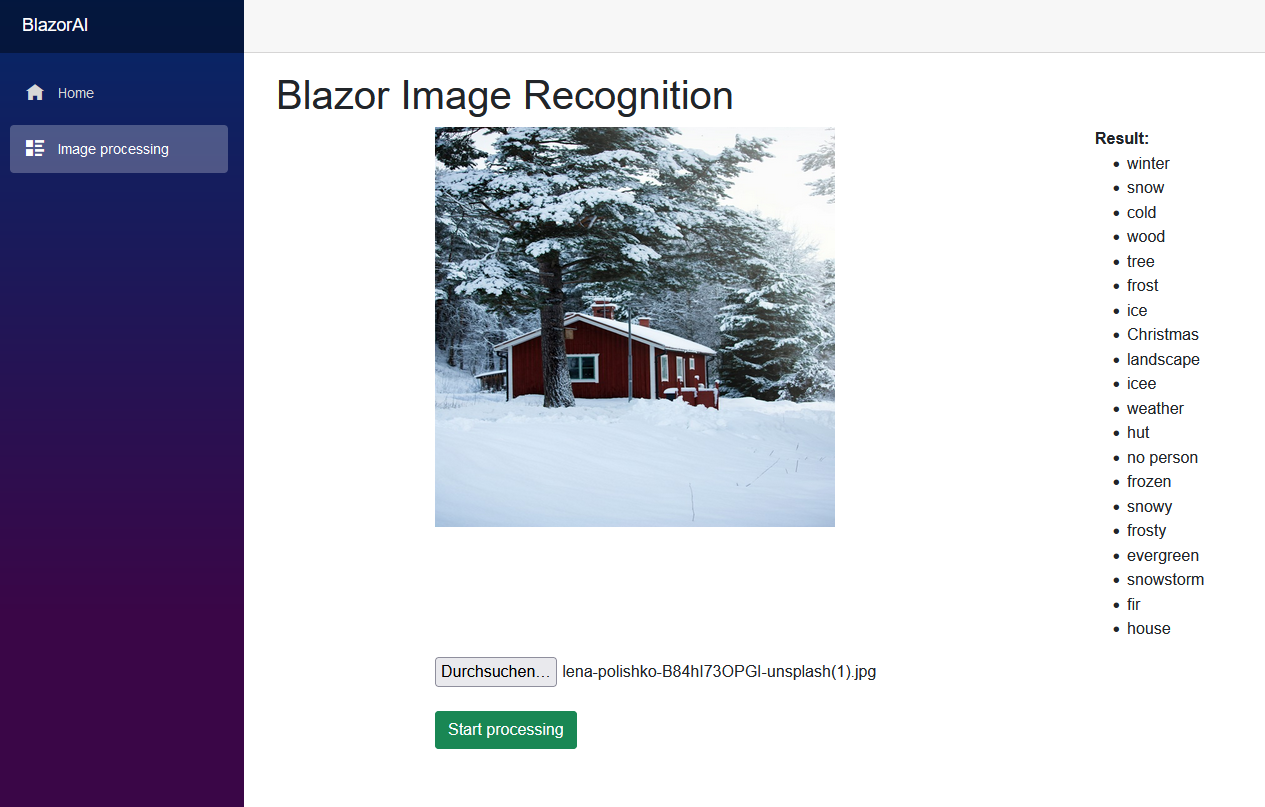 BlazorAI
Home
Image processing
Blazor Image Recognition
Result:
winter
snow
cold
wood
tree
frost
ice
Christmas
landscape
icee
weather
hut
no person
frozen
snowy
frosty
evergreen
snowstorm
fir
house
Durchsuchen... lena-polishko-B84hI73OPGI-unsplash(1).jpg
Start processing